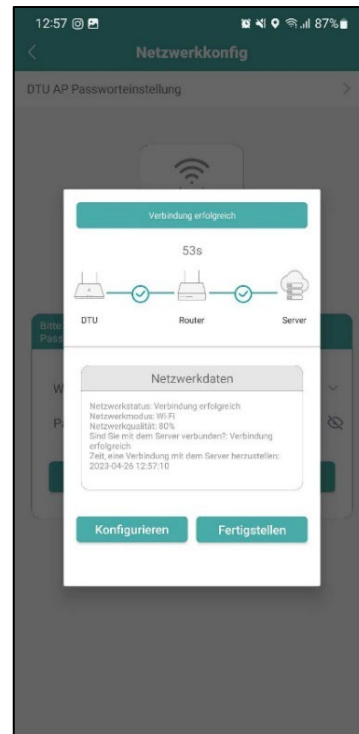 12:57 87%
Netzwerkkonfig
DTU AP Passworteinstellung
Verbindung erfolgreich
53s
DTU Router Server
Bitte
Pass
Netzwerkdaten
W
Netzwerkstatus: Verbindung erfolgreich
Netzwerkmodus: Wi-Fi
Netzwerkqualität: 80%
Sind Sie mit dem Server verbunden?: Verbindung
erfolgreich
Zeit, eine Verbindung mit dem Server herzustellen:
2023-04-26 12:57:10
Konfigurieren Fertigstellen